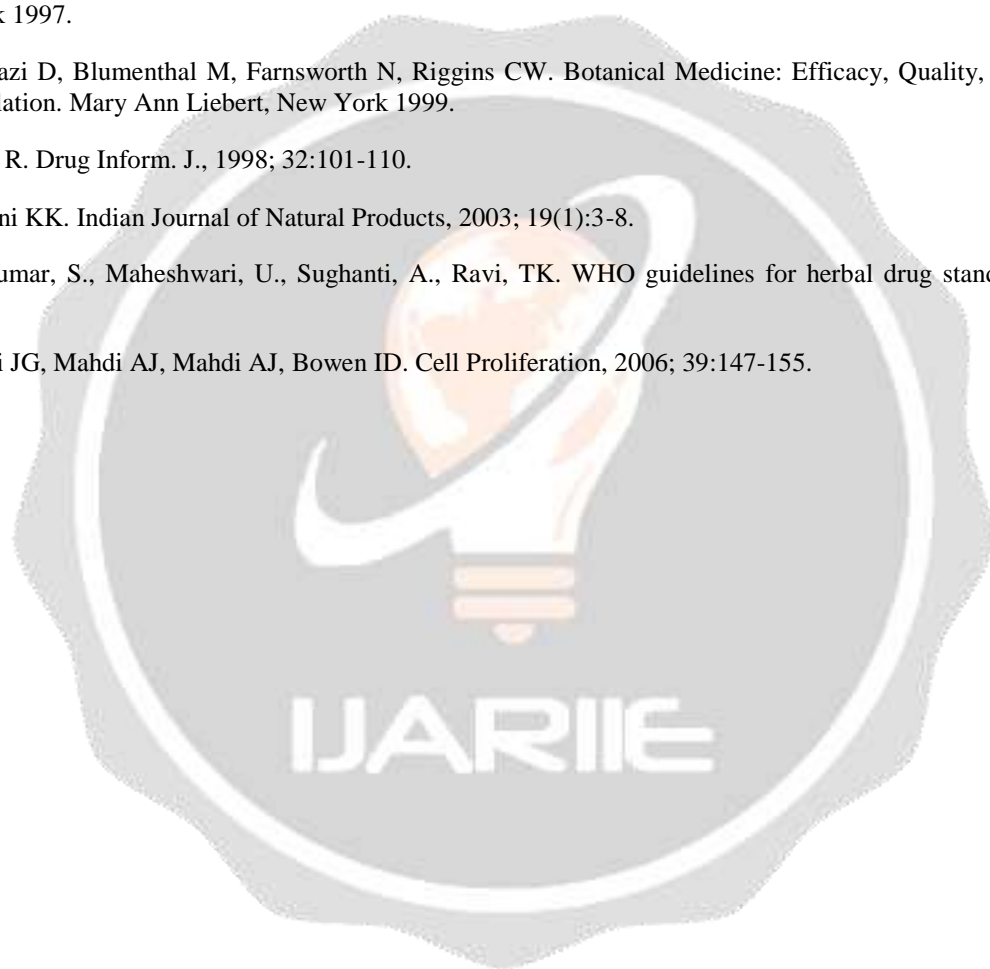 k 1997.
azi D, Blumenthal M, Farnsworth N, Riggins CW. Botanical Medicine: Efficacy, Quality,
lation. Mary Ann Liebert, New York 1999.
R. Drug Inform. J., 1998; 32:101-110.
ni KK. Indian Journal of Natural Products, 2003; 19(1):3-8.
umar, S., Maheshwari, U., Sughanti, A., Ravi, TK. WHO guidelines for herbal drug stand
i JG, Mahdi AJ, Mahdi AJ, Bowen ID. Cell Proliferation, 2006; 39:147-155.
IJARIIE